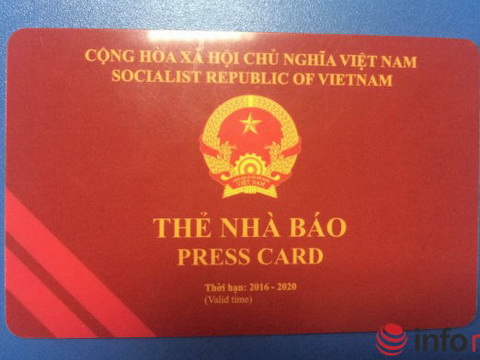 CỘNG HÒA XÃ HỘI CHỦ NGHĨA VIỆT NAM
SOCIALIST REPUBLIC OF VIETNAM
VIỆT NAM
THẺ NHÀ BÁO
PRESS CARD
Thời hạn: 2016 - 2020
(Valid time)